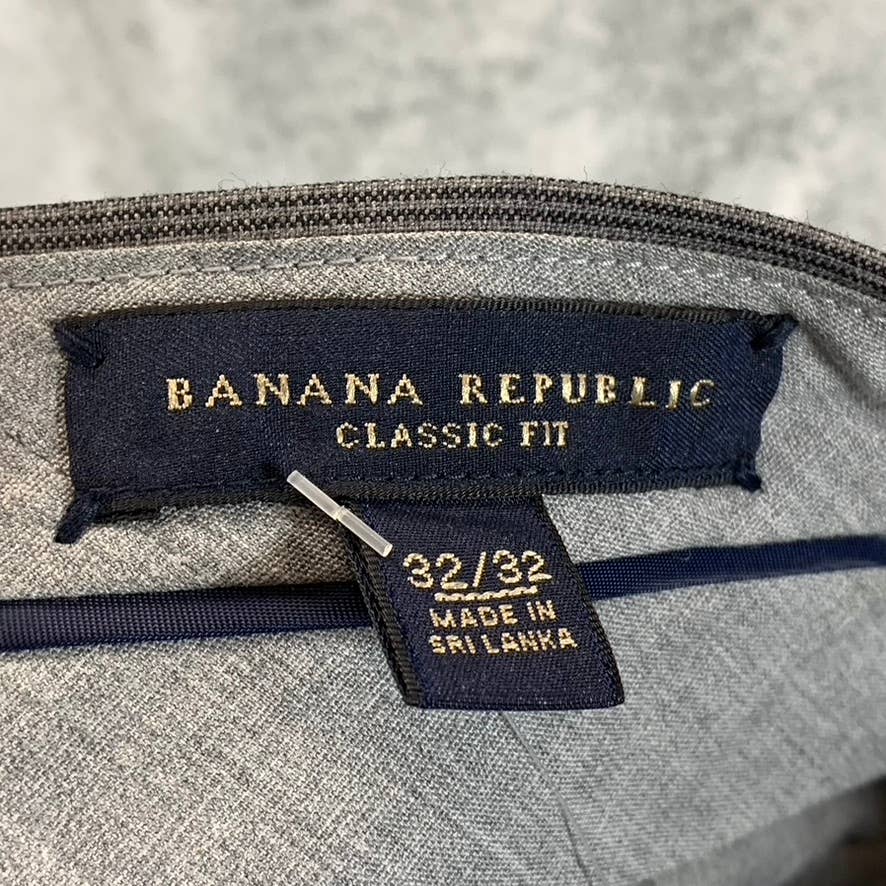 BANANA REPUBLIC
CLASSIC FIT
32/32
MADE IN
SRI LANKA